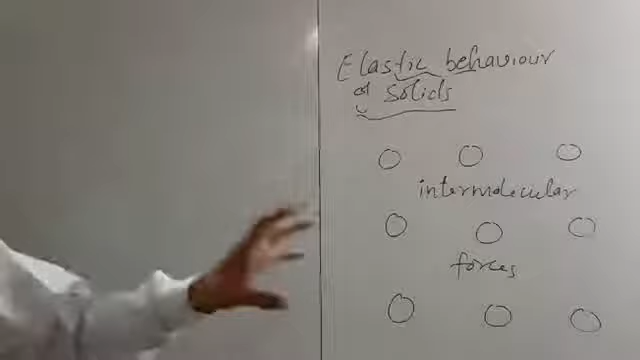 Elastic behaviour
of Solids
intermolecular
forces